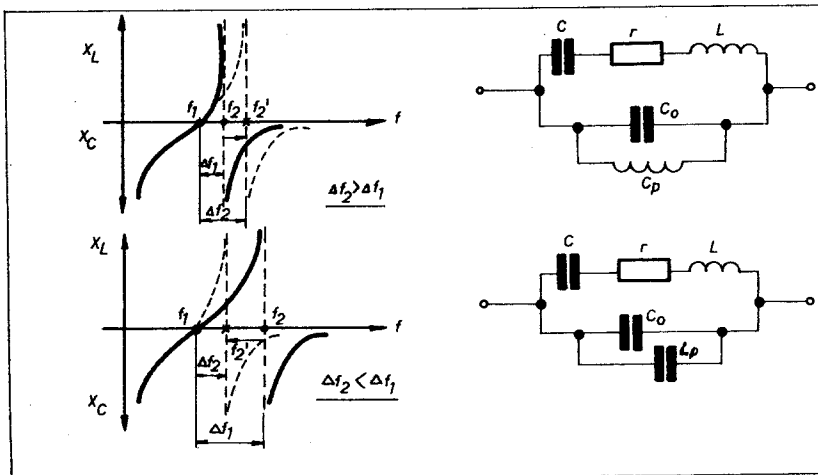 X_L
X_C
f_1
f_2
f_2'
f
Δf_1
Δf_2
Δf_2 > Δf_1
C
r
L
C_o
C_p
X_L
X_C
f_1
f_2'
f_2
f
Δf_2
Δf_1
Δf_2 < Δf_1
C
r
L
C_o
L_p